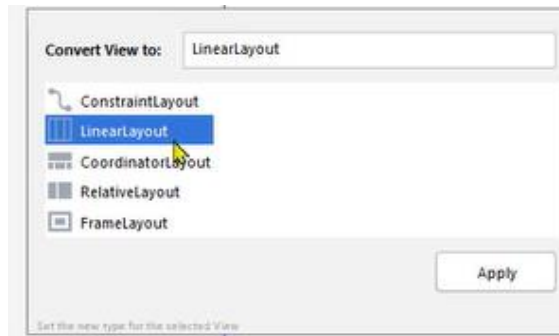 Convert View to: LinearLayout
ConstraintLayout
LinearLayout
CoordinatorLayout
RelativeLayout
FrameLayout
Apply
Set the new type for the selected View